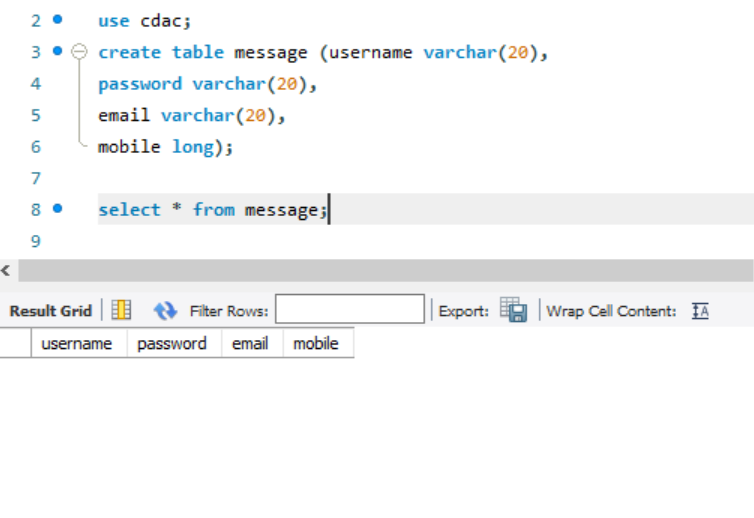 2 use cdac;
3 create table message (username varchar(20),
4 password varchar(20),
5 email varchar(20),
6 mobile long);
7
8 select * from message;
9
Result Grid Filter Rows: Export: Wrap Cell Content: IA
username password email mobile